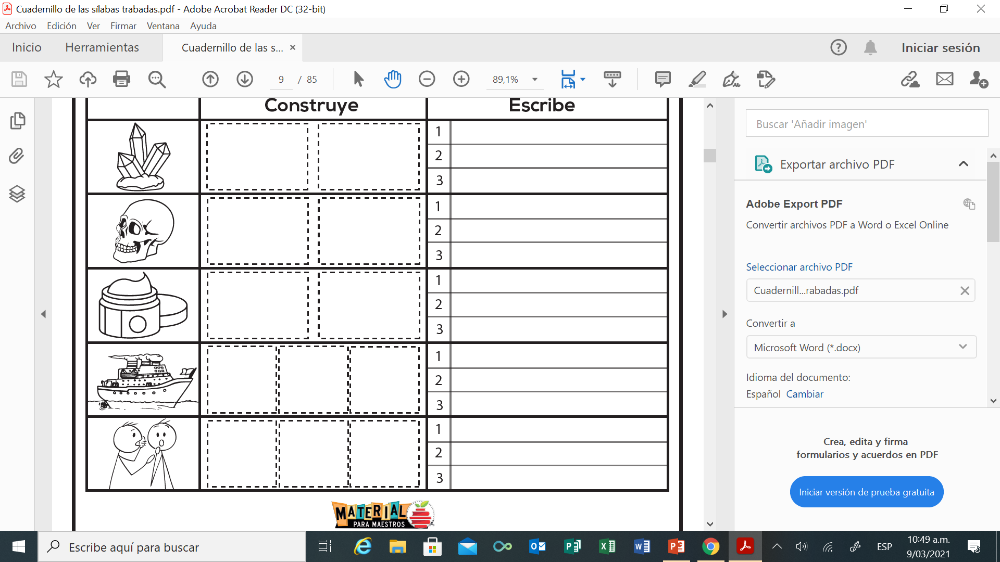 Cuadernillo de las sílabas trabadas.pdf - Adobe Acrobat Reader DC (32-bit)
Archivo Edición Ver Firmar Ventana Ayuda
Inicio Herramientas Cuadernillo de las s... × Iniciar sesión
9 / 85 89,1%
Construye Escribe
1
2
3
1
2
3
1
2
3
1
2
3
1
2
3
MATERIAL
PARA MAESTROS
Buscar 'Añadir imagen'
Exportar archivo PDF
Adobe Export PDF
Convertir archivos PDF a Word o Excel Online
Seleccionar archivo PDF
Cuadernill...rabadas.pdf
Convertir a
Microsoft Word (*.docx)
Idioma del documento:
Español Cambiar
Crea, edita y firma
formularios y acuerdos en PDF
Iniciar versión de prueba gratuita
Escribe aquí para buscar
ESP
10:49 a.m.
9/03/2021